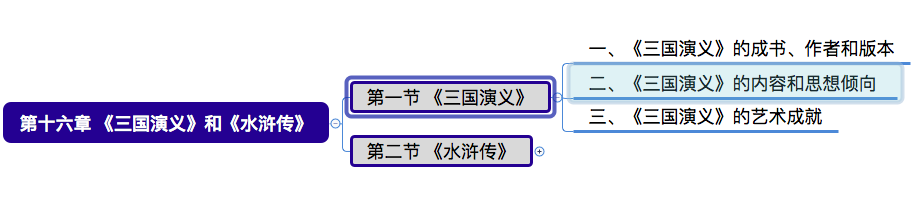 第十六章 《三国演义》和《水浒传》
第一节 《三国演义》
一、《三国演义》的成书、作者和版本
二、《三国演义》的内容和思想倾向
三、《三国演义》的艺术成就
第二节 《水浒传》